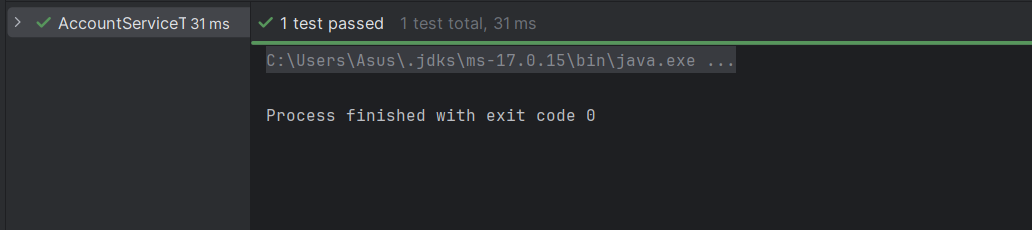 AccountServiceT 31 ms
1 test passed 1 test total, 31 ms
C:\Users\Asus\.jdks\ms-17.0.15\bin\java.exe ...
Process finished with exit code 0